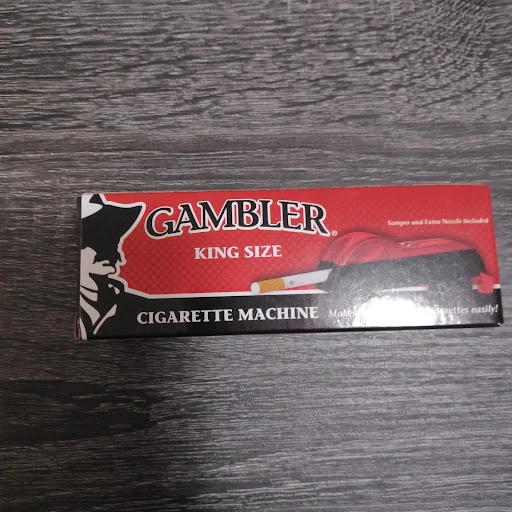 GAMBLER®
Tamper and Extra Nozzle Included
KING SIZE
CIGARETTE MACHINE
easily!